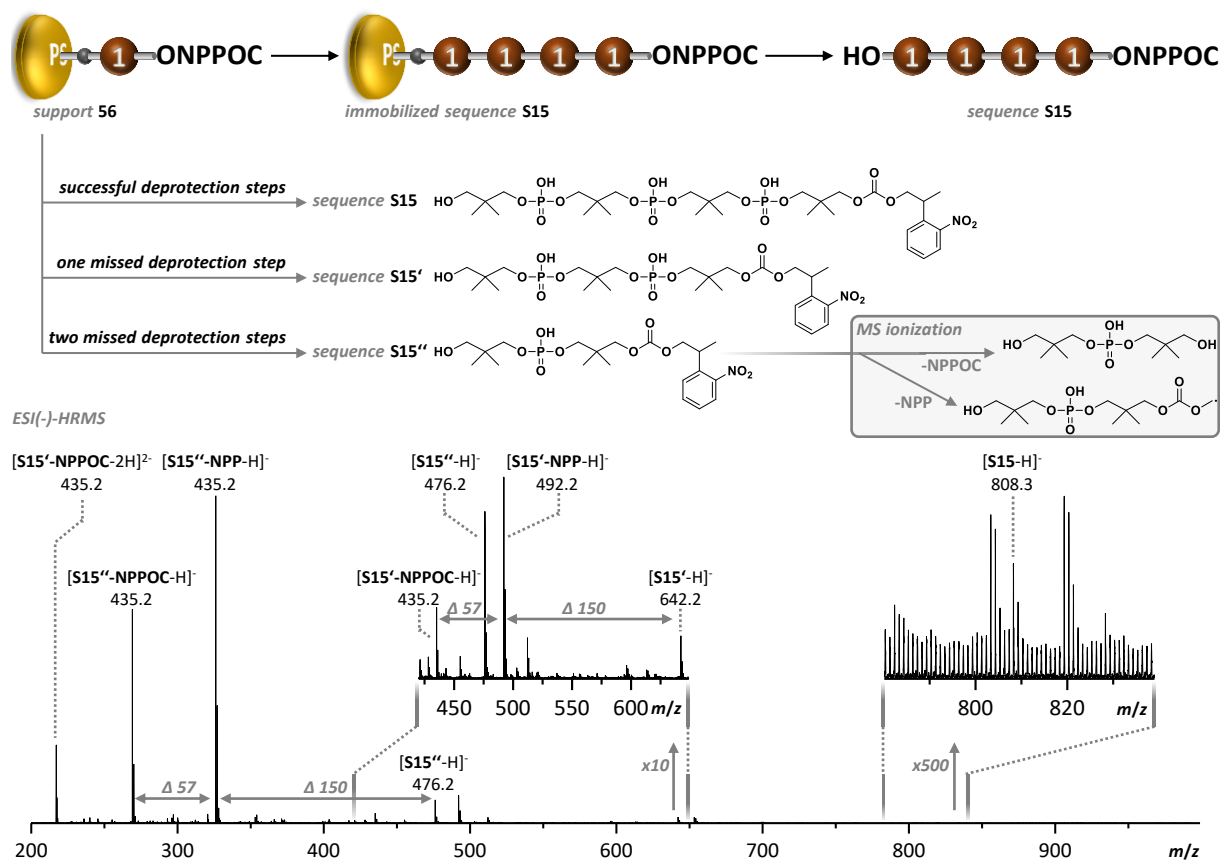 PS
1
ONPPOC
PS
1 1 1 1
ONPPOC
HO
1 1 1 1
ONPPOC
support 56
immobilized sequence S15
sequence S15
successful deprotection steps
sequence S15
HO
OH
O P O
O
OH
O P O
O
OH
O P O
O
O
O O
NO2
one missed deprotection step
sequence S15‘
HO
OH
O P O
O
OH
O P O
O
O
O O
NO2
two missed deprotection steps
sequence S15‘‘
HO
OH
O P O
O
O
O O
NO2
MS ionization
-NPPOC
HO
OH
O P O
O
OH
-NPP
HO
OH
O P O
O
O
O O
ESI(-)-HRMS
[S15‘-NPPOC-2H]2-
435.2
[S15‘‘-NPP-H]-
435.2
[S15‘‘-NPPOC-H]-
435.2
[S15‘‘-H]-
476.2
[S15‘-NPP-H]-
492.2
[S15‘-NPPOC-H]-
435.2
[S15‘-H]-
642.2
[S15-H]-
808.3
Δ 57
Δ 150
450 500 550 600 m/z
800 820 m/z
[S15‘‘-H]-
476.2
x10
x500
Δ 57
Δ 150
200 300 400 500 600 700 800 900 m/z